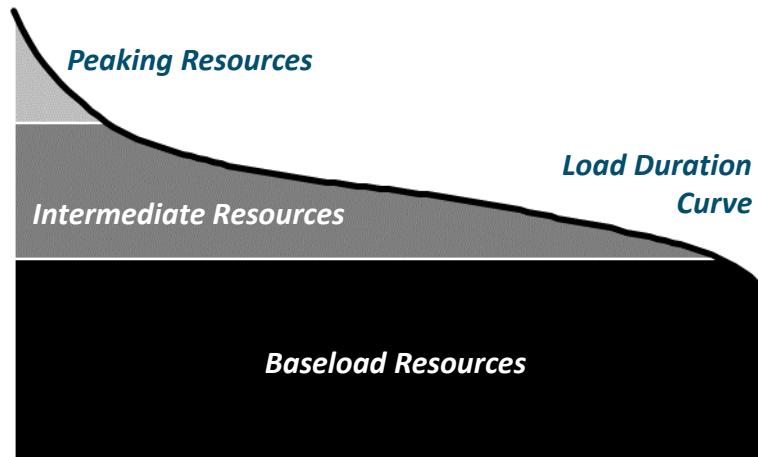 Peaking Resources
Load Duration
Curve
Intermediate Resources
Baseload Resources